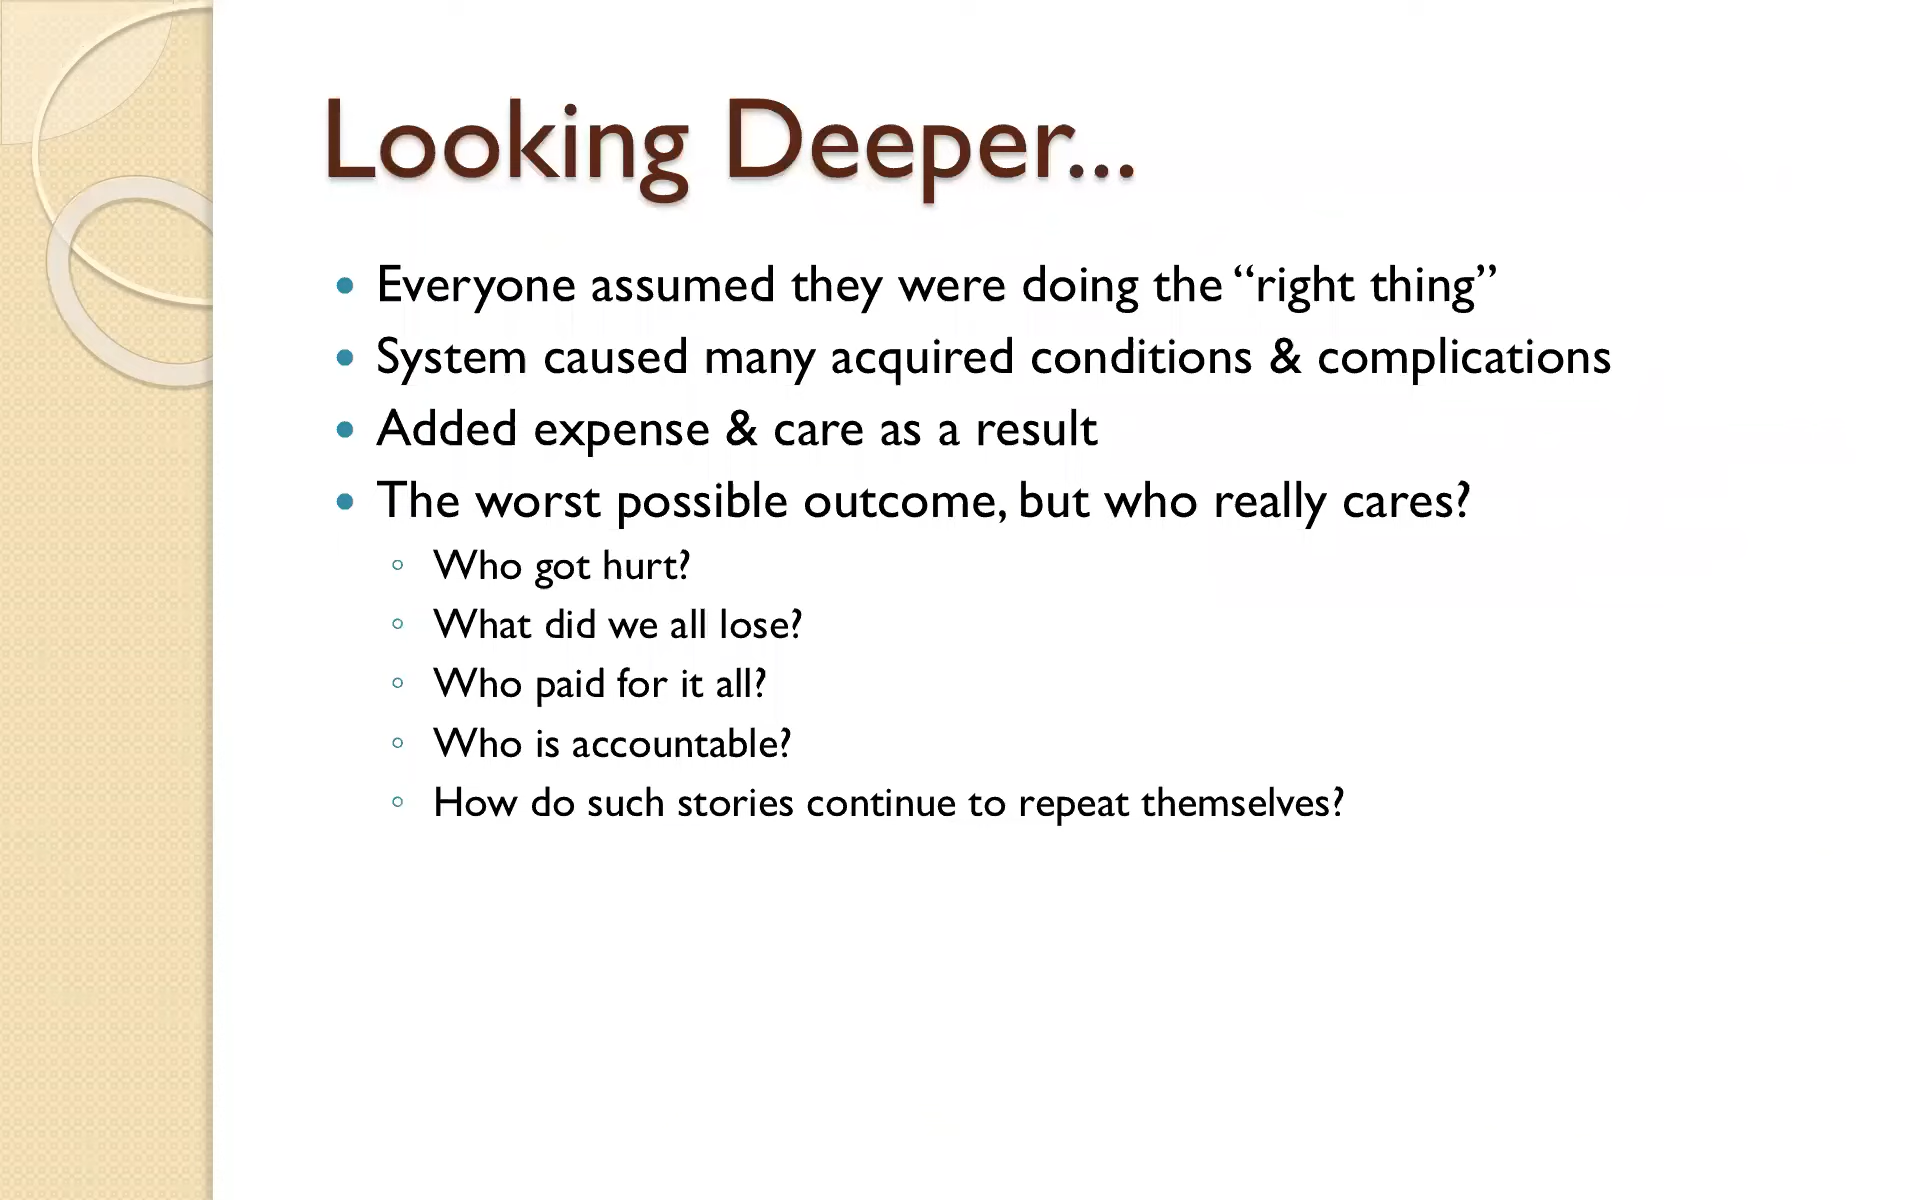 Looking Deeper...
• Everyone assumed they were doing the “right thing”
• System caused many acquired conditions & complications
• Added expense & care as a result
• The worst possible outcome, but who really cares?
◦ Who got hurt?
◦ What did we all lose?
◦ Who paid for it all?
◦ Who is accountable?
◦ How do such stories continue to repeat themselves?